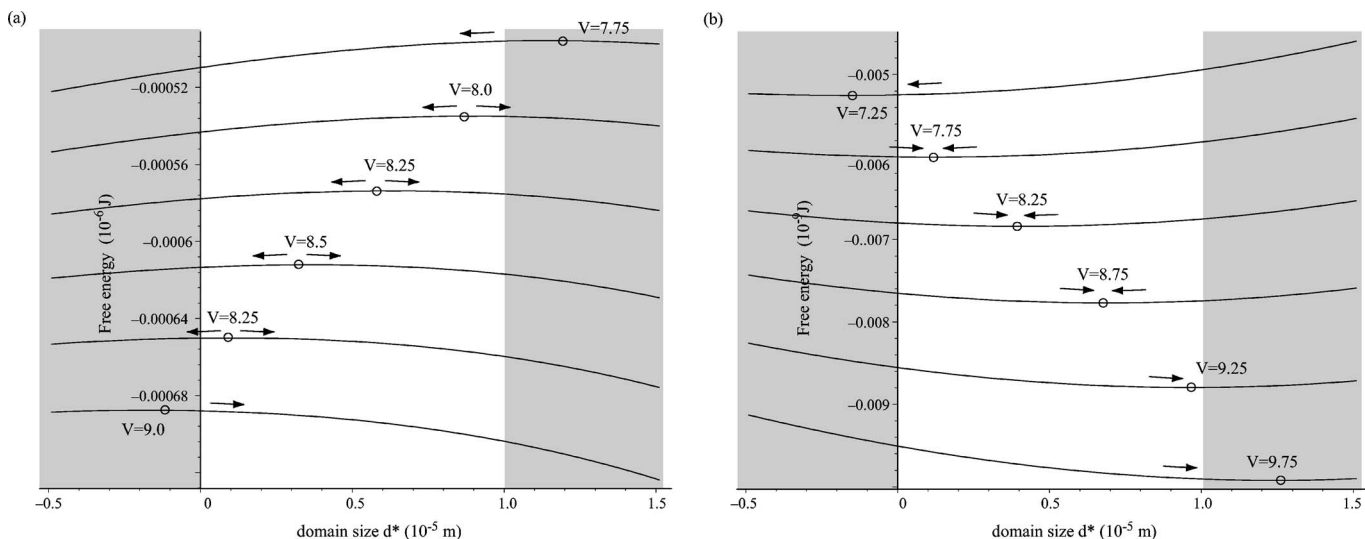 (a)
V=7.75
−0.00052
V=8.0
−0.00056
V=8.25
−0.0006
V=8.5
−0.00064
V=8.25
−0.00068
V=9.0
Free energy (10⁻⁶ J)
−0.5
0
0.5
1.0
1.5
domain size d* (10⁻⁵ m)
(b)
−0.005
V=7.25
V=7.75
−0.006
V=8.25
−0..007
V=8.75
−0.008
V=9.25
−0.009
V=9.75
Free energy (10⁻⁹ J)
−0.5
0
0.5
1.0
1.5
domain size d* (10⁻⁵ m)